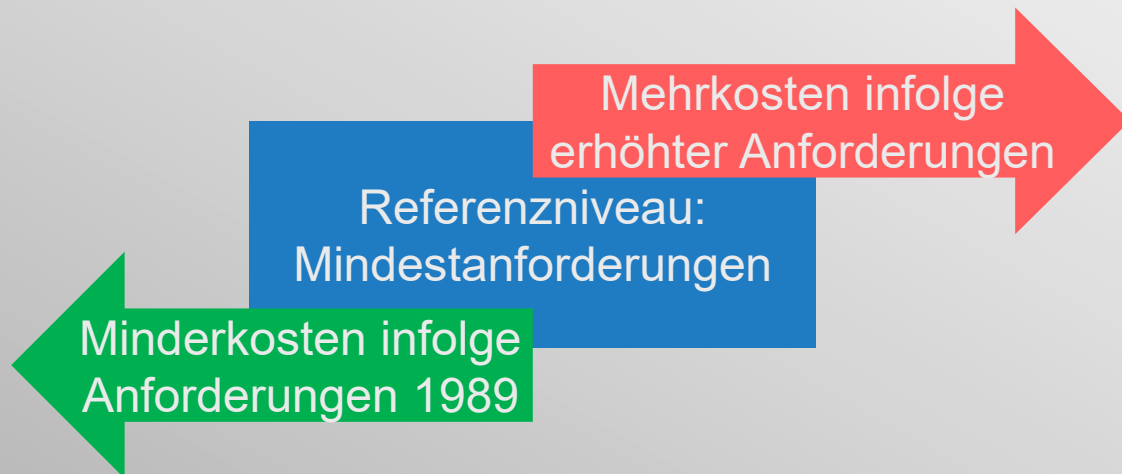 Mehrkosten infolge
erhöhter Anforderungen
Referenzniveau:
Mindestanforderungen
Minderkosten infolge
Anforderungen 1989